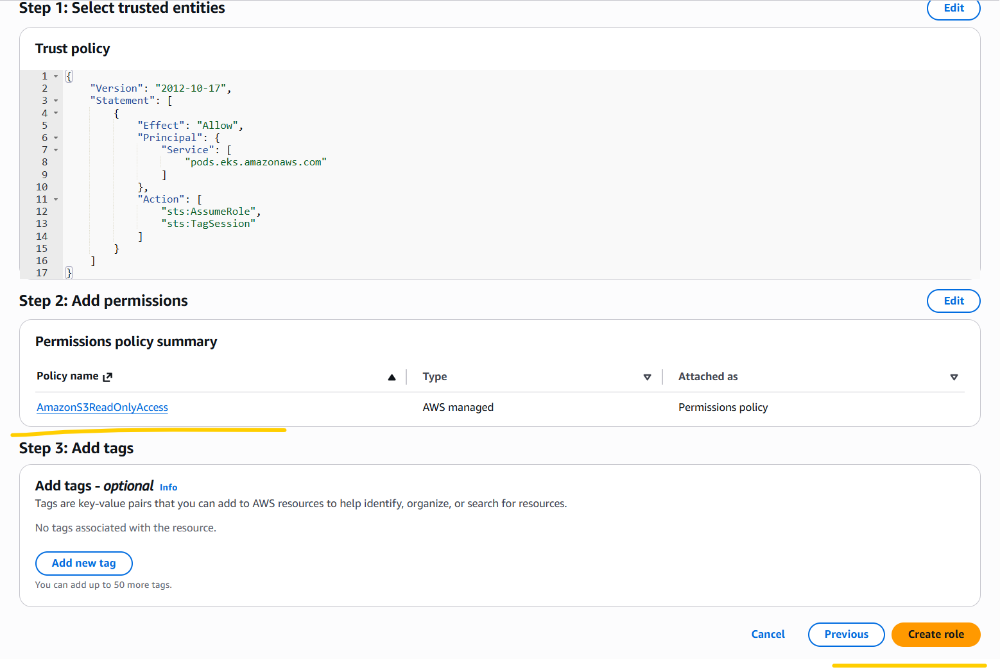 Step 1: Select trusted entities
Edit
Trust policy
1 {
2     "Version": "2012-10-17",
3     "Statement": [
4         {
5             "Effect": "Allow",
6             "Principal": {
7                 "Service": [
8                     "pods.eks.amazonaws.com"
9                 ]
10             },
11             "Action": [
12                 "sts:AssumeRole",
13                 "sts:TagSession"
14             ]
15         }
16     ]
17 }
Step 2: Add permissions
Edit
Permissions policy summary
Policy name Type Attached as
AmazonS3ReadOnlyAccess AWS managed Permissions policy
Step 3: Add tags
Add tags - optional Info
Tags are key-value pairs that you can add to AWS resources to help identify, organize, or search for resources.
No tags associated with the resource.
Add new tag
You can add up to 50 more tags.
Cancel Previous Create role